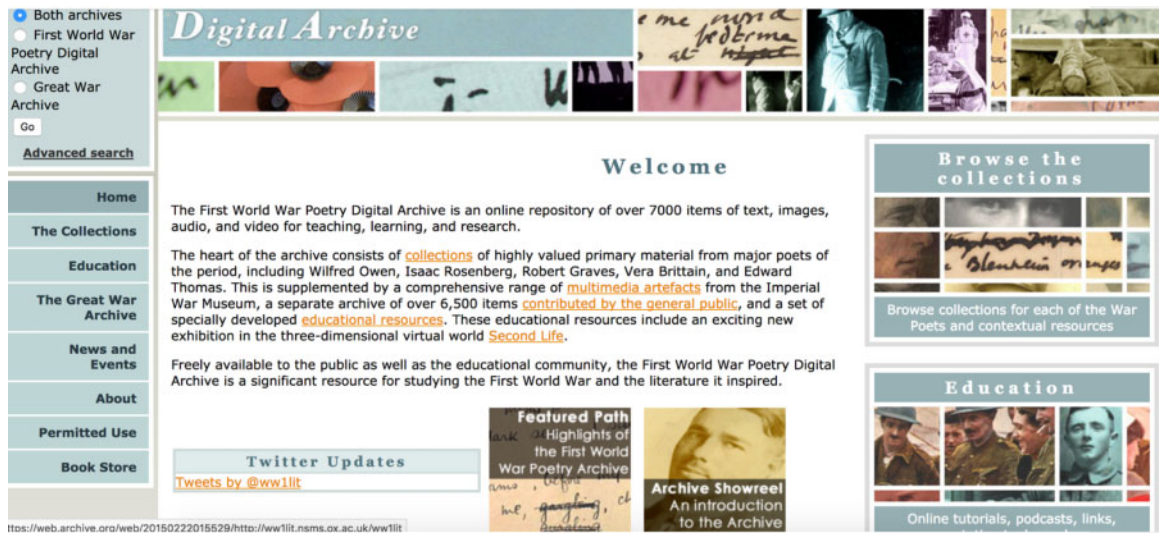 Both archives
First World War
Poetry Digital
Archive
Great War
Archive
Go
Advanced search
Home
The Collections
Education
The Great War
Archive
News and
Events
About
Permitted Use
Book Store
Digital Archive
Welcome
The First World War Poetry Digital Archive is an online repository of over 7000 items of text, images,
audio, and video for teaching, learning, and research.
The heart of the archive consists of collections of highly valued primary material from major poets of
the period, including Wilfred Owen, Isaac Rosenberg, Robert Graves, Vera Brittain, and Edward
Thomas. This is supplemented by a comprehensive range of multimedia artefacts from the Imperial
War Museum, a separate archive of over 6,500 items contributed by the general public, and a set of
specially developed educational resources. These educational resources include an exciting new
exhibition in the three-dimensional virtual world Second Life.
Freely available to the public as well as the educational community, the First World War Poetry Digital
Archive is a significant resource for studying the First World War and the literature it inspired.
Twitter Updates
Tweets by @ww1lit
Featured Path
Highlights of
the First World
War Poetry Archive
me, gargling
Archive Showreel
An introduction
to the Archive
Browse the
collections
Blenheim oranges
Browse collections for each of the War
Poets and contextual resources
Education
Online tutorials, podcasts, links,
ttps://web.archive.org/web/20150222015529/http://ww1lit.nsms.ox.ac.uk/ww1lit